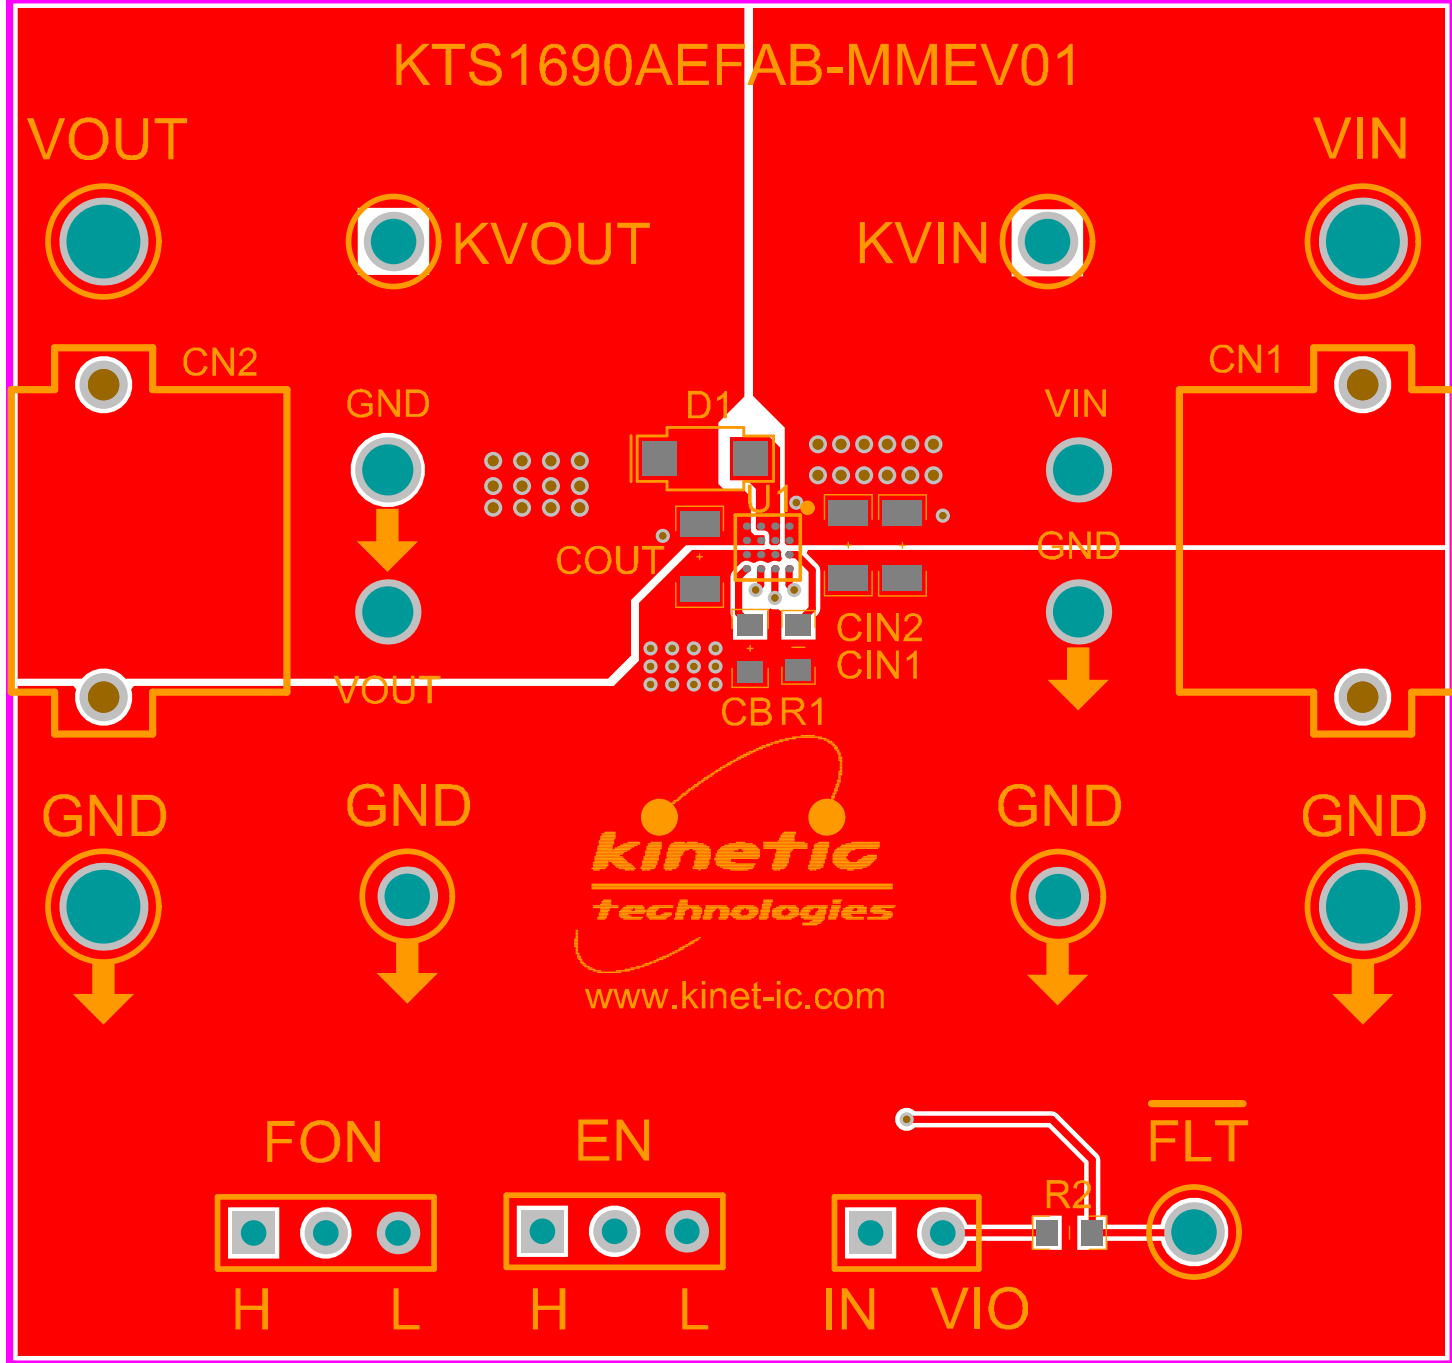 KTS1690AEFAB-MMEV01
VOUT
VIN
KVOUT
KVIN
CN2
CN1
GND
D1
VIN
U1
COUT
GND
CIN2
CIN1
VOUT
CB R1
GND
GND
GND
GND
kinetic
technologies
www.kinet-ic.com
FON
EN
FLT
R2
H L
H L
IN VIO